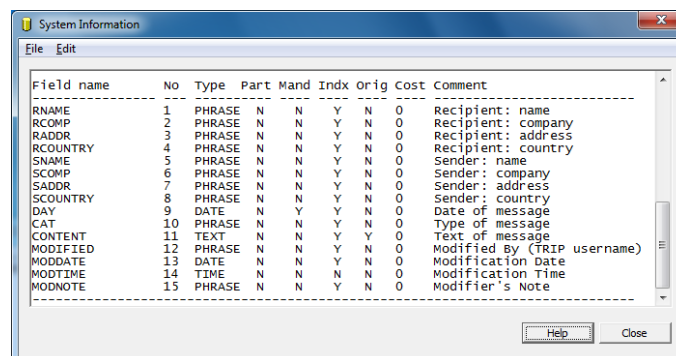 System Information
File Edit
Field name No Type Part Mand Indx Orig Cost Comment
--------------- --- ------- ---- ---- ---- ---- ---- -------------------------
RNAME 1 PHRASE N N Y N 0 Recipient: name
RCOMP 2 PHRASE N N Y N 0 Recipient: company
RADDR 3 PHRASE N N Y N 0 Recipient: address
RCOUNTRY 4 PHRASE N N Y N 0 Recipient: country
SNAME 5 PHRASE N N Y N 0 Sender: name
SCOMP 6 PHRASE N N Y N 0 Sender: company
SADDR 7 PHRASE N N Y N 0 Sender: address
SCOUNTRY 8 PHRASE N N Y N 0 Sender: country
DAY 9 DATE N Y Y N 0 Date of message
CAT 10 PHRASE N N Y N 0 Type of message
CONTENT 11 TEXT N N Y Y 0 Text of message
MODIFIED 12 PHRASE N N Y N 0 Modified By (TRIP username)
MODDATE 13 DATE N N Y N 0 Modification Date
MODTIME 14 TIME N N N N 0 Modification Time
MODNOTE 15 PHRASE N N Y N 0 Modifier's Note
---------------------------------------------------------------------------
Help Close